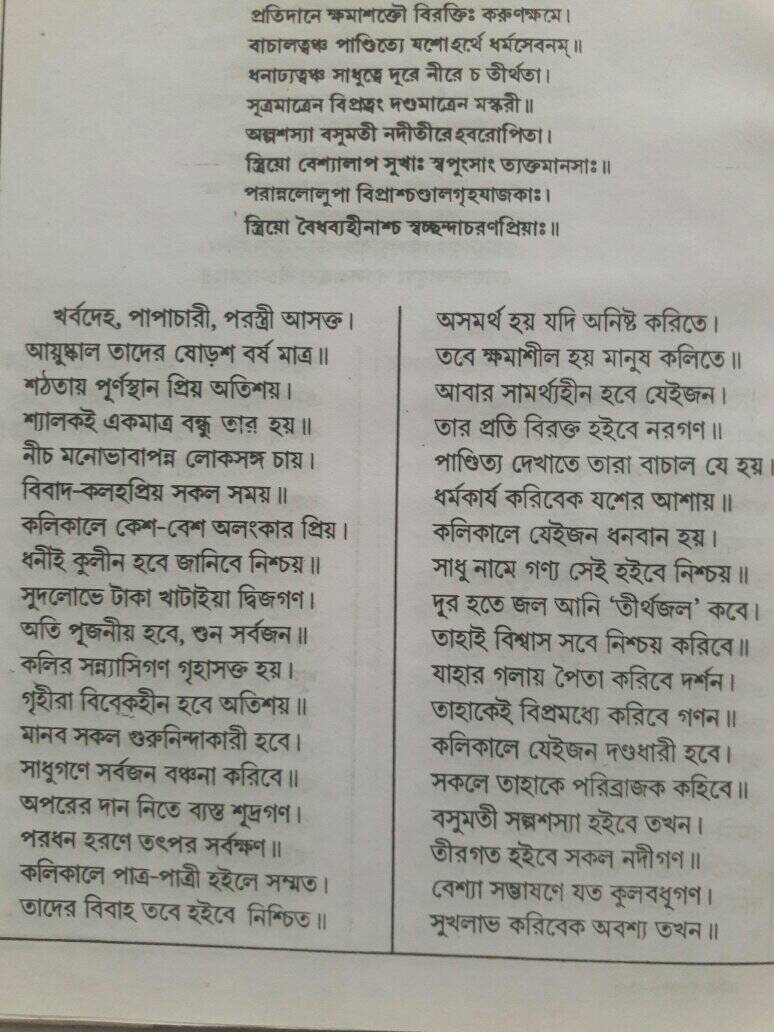 প্রতিদানে ক্ষমাশক্তৌ বিরক্তিঃ করুণক্ষমে।
বাচালত্বঞ্চ পাণ্ডিত্যে যশোহর্থে ধর্মসেবনম্॥
ধনাঢ্যত্বঞ্চ সাধুত্বে দূরে নীরে চ তীর্থতা।
সূত্রমাত্রেন বিপ্রত্বং দণ্ডমাত্রেন মস্করী॥
অল্পশস্যা বসুমতী নদীতীরেহবরোপিতা।
স্ত্রিয়ো বেশ্যালাপ সুখাঃ স্বপুংসাং ত্যক্তমানসাঃ॥
পরান্নলোলুপা বিপ্রাশ্চণ্ডালগৃহযাজকাঃ।
স্ত্রিয়ো বৈধব্যহীনাশ্চ স্বচ্ছন্দাচরণপ্রিয়াঃ॥
খর্বদেহ, পাপাচারী, পরস্ত্রী আসক্ত।
আয়ুষ্কাল তাদের ষোড়শ বর্ষ মাত্র॥
শঠতায় পূর্ণস্থান প্রিয় অতিশয়।
শ্যালকই একমাত্র বন্ধু তার হয়॥
নীচ মনোভাবাপন্ন লোকসঙ্গ চায়।
বিবাদ-কলহপ্রিয় সকল সময়॥
কলিকালে কেশ-বেশ অলংকার প্রিয়।
ধনীই কুলীন হবে জানিবে নিশ্চয়॥
সুদলোভে টাকা খাটাইয়া দ্বিজগণ।
অতি পূজনীয় হবে, শুন সর্বজন॥
কলির সন্ন্যাসিগণ গৃহাসক্ত হয়।
গৃহীরা বিবেকহীন হবে অতিশয়॥
মানব সকল গুরুনিন্দাকারী হবে।
সাধুগণে সর্বজন বঞ্চনা করিবে॥
অপরের দান নিতে ব্যস্ত শূদ্রগণ।
পরধন হরণে তৎপর সর্বক্ষণ॥
কলিকালে পাত্র-পাত্রী হইলে সম্মত।
তাদের বিবাহ তবে হইবে নিশ্চিত॥
অসমর্থ হয় যদি অনিষ্ট করিতে।
তবে ক্ষমাশীল হয় মানুষ কলিতে॥
আবার সামর্থ্যহীন হবে যেইজন।
তার প্রতি বিরক্ত হইবে নরগণ॥
পাণ্ডিত্য দেখাতে তারা বাচাল যে হয়।
ধর্মকার্য করিবেক যশের আশায়॥
কলিকালে যেইজন ধনবান হয়।
সাধু নামে গণ্য সেই হইবে নিশ্চয়॥
দূর হতে জল আনি ‘তীর্থজল’ কবে।
তাহাই বিশ্বাস সবে নিশ্চয় করিবে॥
যাহার গলায় পৈতা করিবে দর্শন।
তাহাকেই বিপ্রমধ্যে করিবে গণন॥
কলিকালে যেইজন দণ্ডধারী হবে।
সকলে তাহাকে পরিব্রাজক কহিবে॥
বসুমতী সল্পশস্যা হইবে তখন।
তীরগত হইবে সকল নদীগণ॥
বেশ্যা সম্ভাষণে যত কুলবধূগণ।
সুখলাভ করিবেক অবশ্য তখন॥